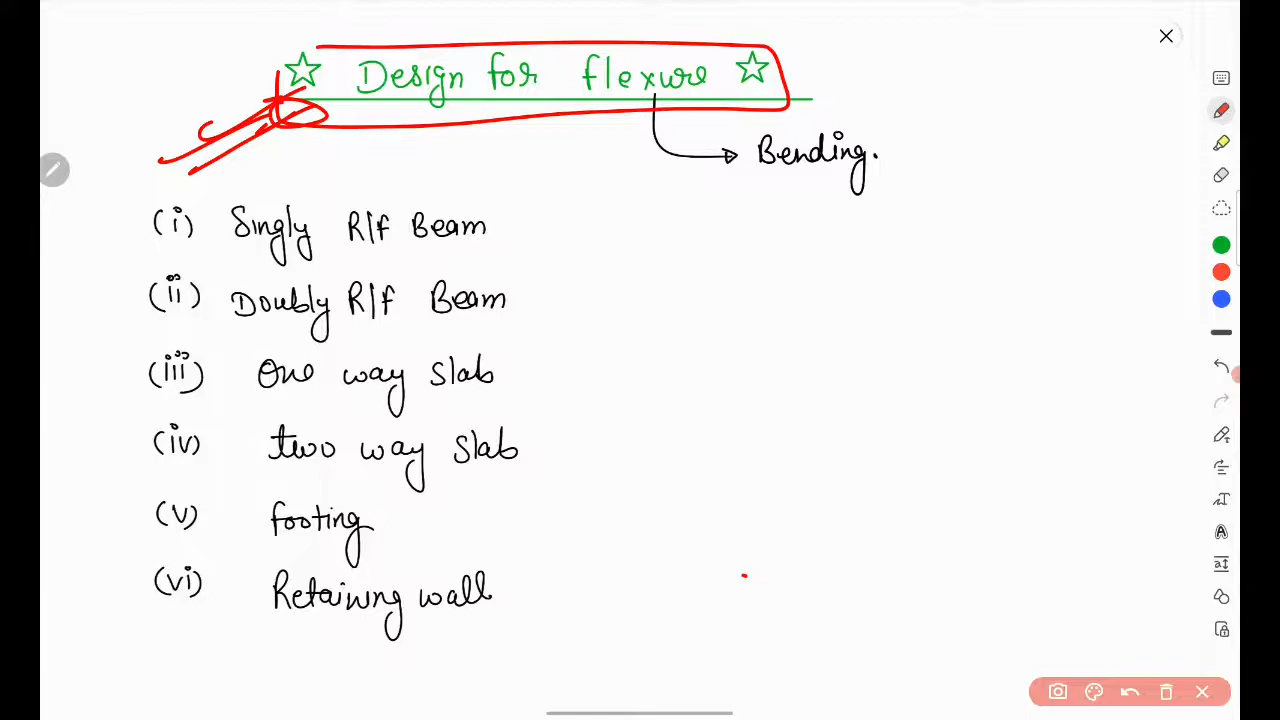 ☆ Design for flexure ☆
Bending.
(i) Singly R/f Beam
(ii) Doubly R/f Beam
(iii) One way slab
(iv) two way slab
(v) footing
(vi) Retaining wall